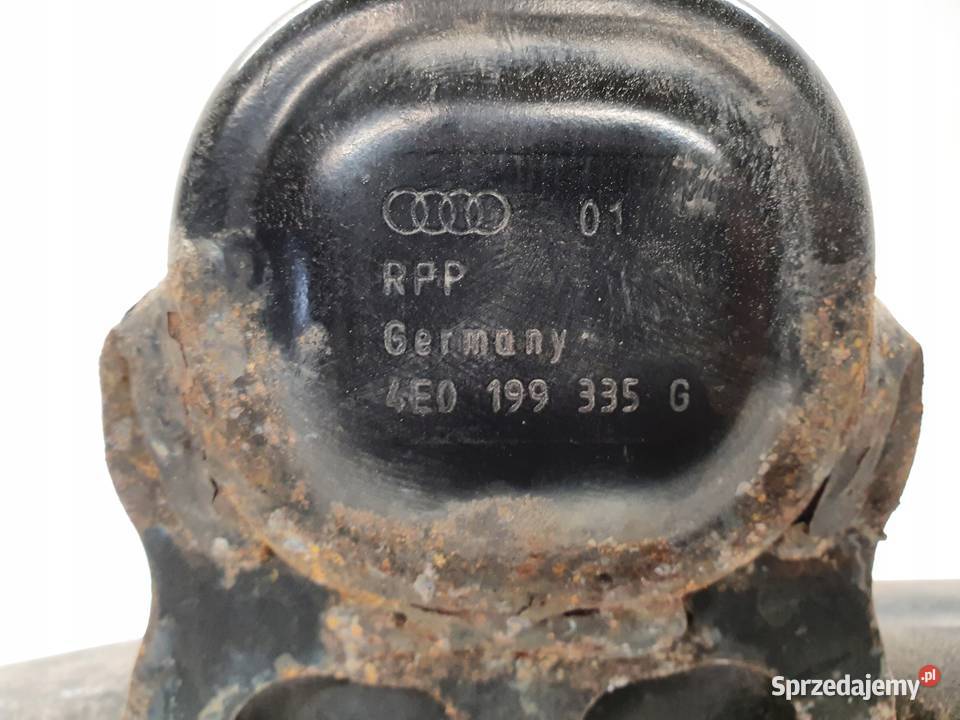 01
RPP
Germany
4E0 199 335 G
Sprzedajemy.pl